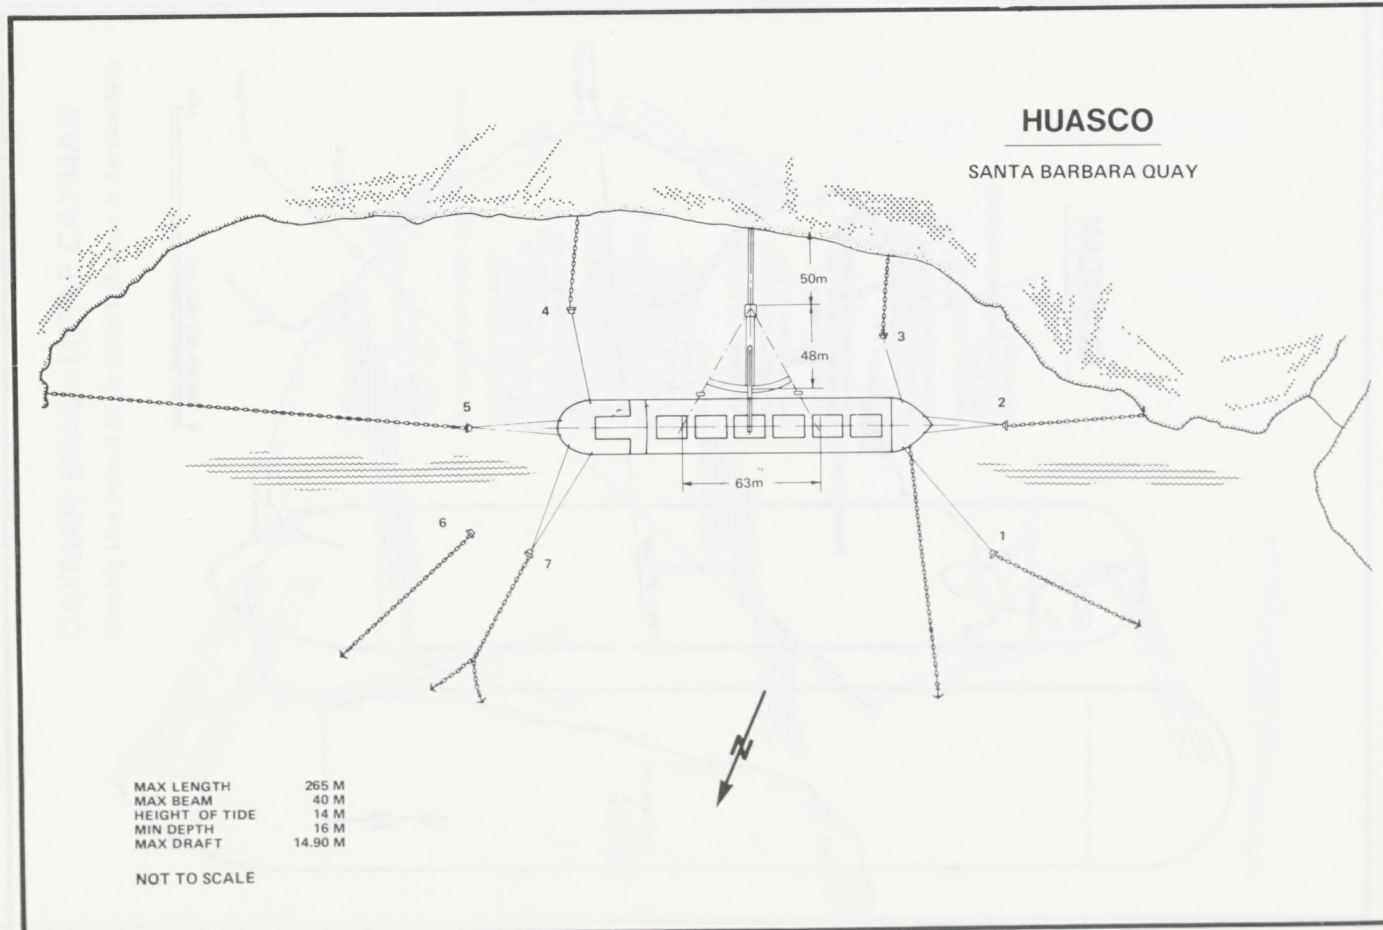 HUASCO
SANTA BARBARA QUAY
50m
4
3
48m
5
2
63m
6
1
7
N
MAX LENGTH 265 M
MAX BEAM 40 M
HEIGHT OF TIDE 14 M
MIN DEPTH 16 M
MAX DRAFT 14.90 M
NOT TO SCALE